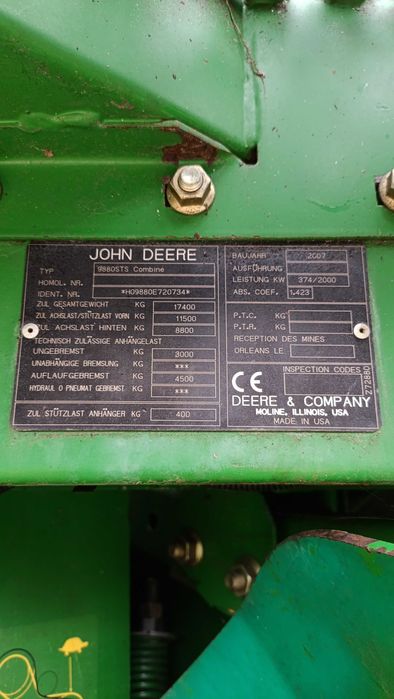 JOHN DEERE
TYP 9880STS Combine
HOMOL. NR.
IDENT. NR. *H09880E720734*
ZUL GESAMTGEWICHT KG 17400
ZUL ACHSLAST/STÜTZLAST VORN KG 11500
ZUL ACHSLAST HINTEN KG 8800
TECHNISCH ZULÄSSIGE ANHÄNGELAST
UNGEBREMST KG 3000
UNABHÄNGIGE BREMSUNG KG ***
AUFLAUFGEBREMST KG 4500
HYDRAUL O PNEUMAT GEBREMST KG ***
ZUL STÜTZLAST ANHÄNGER KG 400
BAUJAHR 2007
AUSFÜHRUNG
LEISTUNG KW 374/2000
ABS. COEF. 1.423
P.T.C. KG
P.T.R. KG
RECEPTION DES MINES
ORLEANS LE
INSPECTION CODES
CE
DEERE & COMPANY
MOLINE, ILLINOIS, USA
MADE IN USA
Z72880